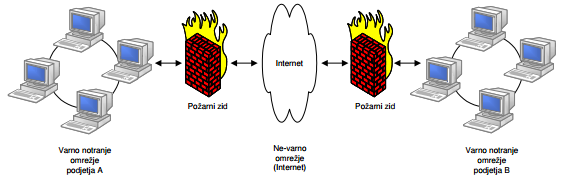 Internet
Požarni zid
Požarni zid
Varno notranje
omrežje
podjetja A
Ne-varno
omrežje
(Internet)
Varno notranje
omrežje
podjetja B